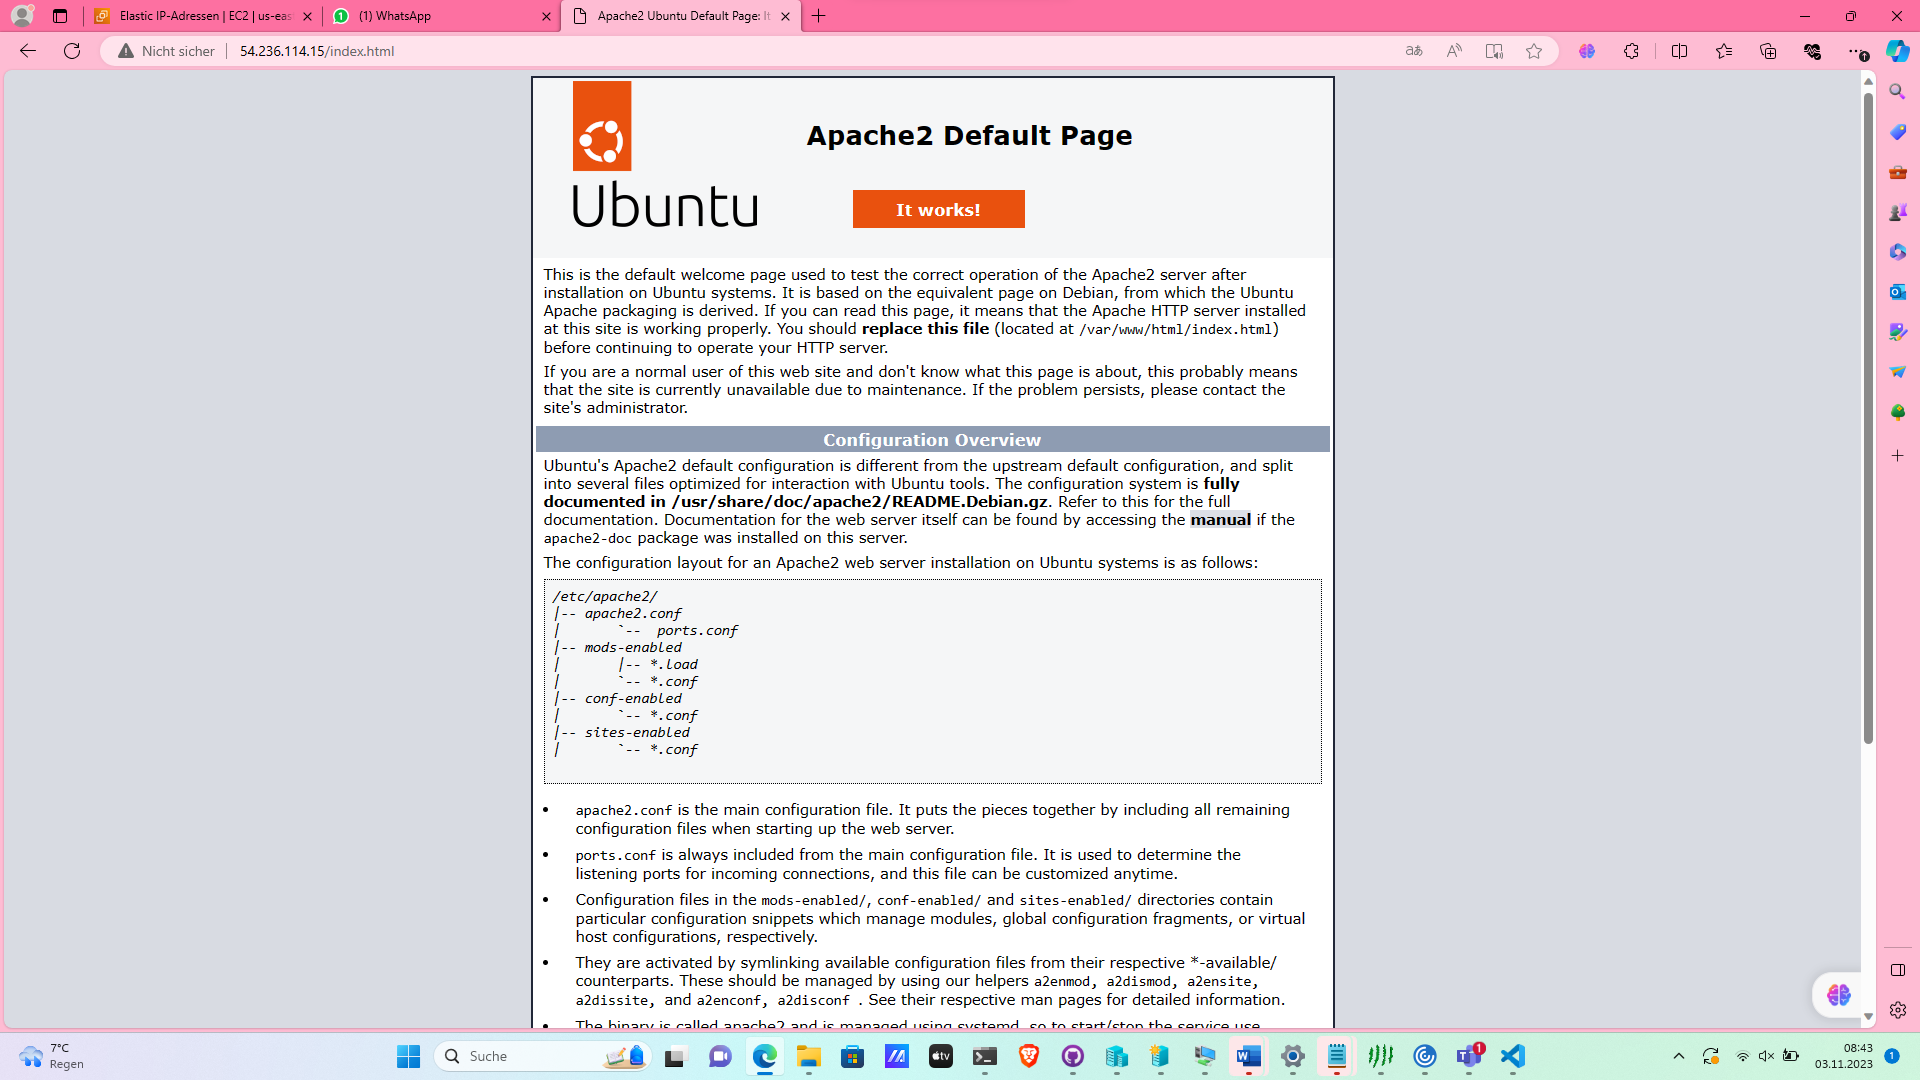 Elastic IP-Adressen | EC2 | us-eas
(1) WhatsApp
Apache2 Ubuntu Default Page: It
Nicht sicher
54.236.114.15/index.html
Ubuntu
Apache2 Default Page
It works!
This is the default welcome page used to test the correct operation of the Apache2 server after
installation on Ubuntu systems. It is based on the equivalent page on Debian, from which the Ubuntu
Apache packaging is derived. If you can read this page, it means that the Apache HTTP server installed
at this site is working properly. You should replace this file (located at /var/www/html/index.html)
before continuing to operate your HTTP server.
If you are a normal user of this web site and don't know what this page is about, this probably means
that the site is currently unavailable due to maintenance. If the problem persists, please contact the
site's administrator.
Configuration Overview
Ubuntu's Apache2 default configuration is different from the upstream default configuration, and split
into several files optimized for interaction with Ubuntu tools. The configuration system is fully
documented in /usr/share/doc/apache2/README.Debian.gz. Refer to this for the full
documentation. Documentation for the web server itself can be found by accessing the manual if the
apache2-doc package was installed on this server.
The configuration layout for an Apache2 web server installation on Ubuntu systems is as follows:
/etc/apache2/
|-- apache2.conf
|       `--  ports.conf
|-- mods-enabled
|       |-- *.load
|       `-- *.conf
|-- conf-enabled
|       `-- *.conf
|-- sites-enabled
|       `-- *.conf
• apache2.conf is the main configuration file. It puts the pieces together by including all remaining
configuration files when starting up the web server.
• ports.conf is always included from the main configuration file. It is used to determine the
listening ports for incoming connections, and this file can be customized anytime.
• Configuration files in the mods-enabled/, conf-enabled/ and sites-enabled/ directories contain
particular configuration snippets which manage modules, global configuration fragments, or virtual
host configurations, respectively.
• They are activated by symlinking available configuration files from their respective *-available/
counterparts. These should be managed by using our helpers a2enmod, a2dismod, a2ensite,
a2dissite, and a2enconf, a2disconf . See their respective man pages for detailed information.
• The binary is called apache2 and is managed using systemd, so to start/stop the service use
7°C
Regen
Suche
tv
1
08:43
03.11.2023
1